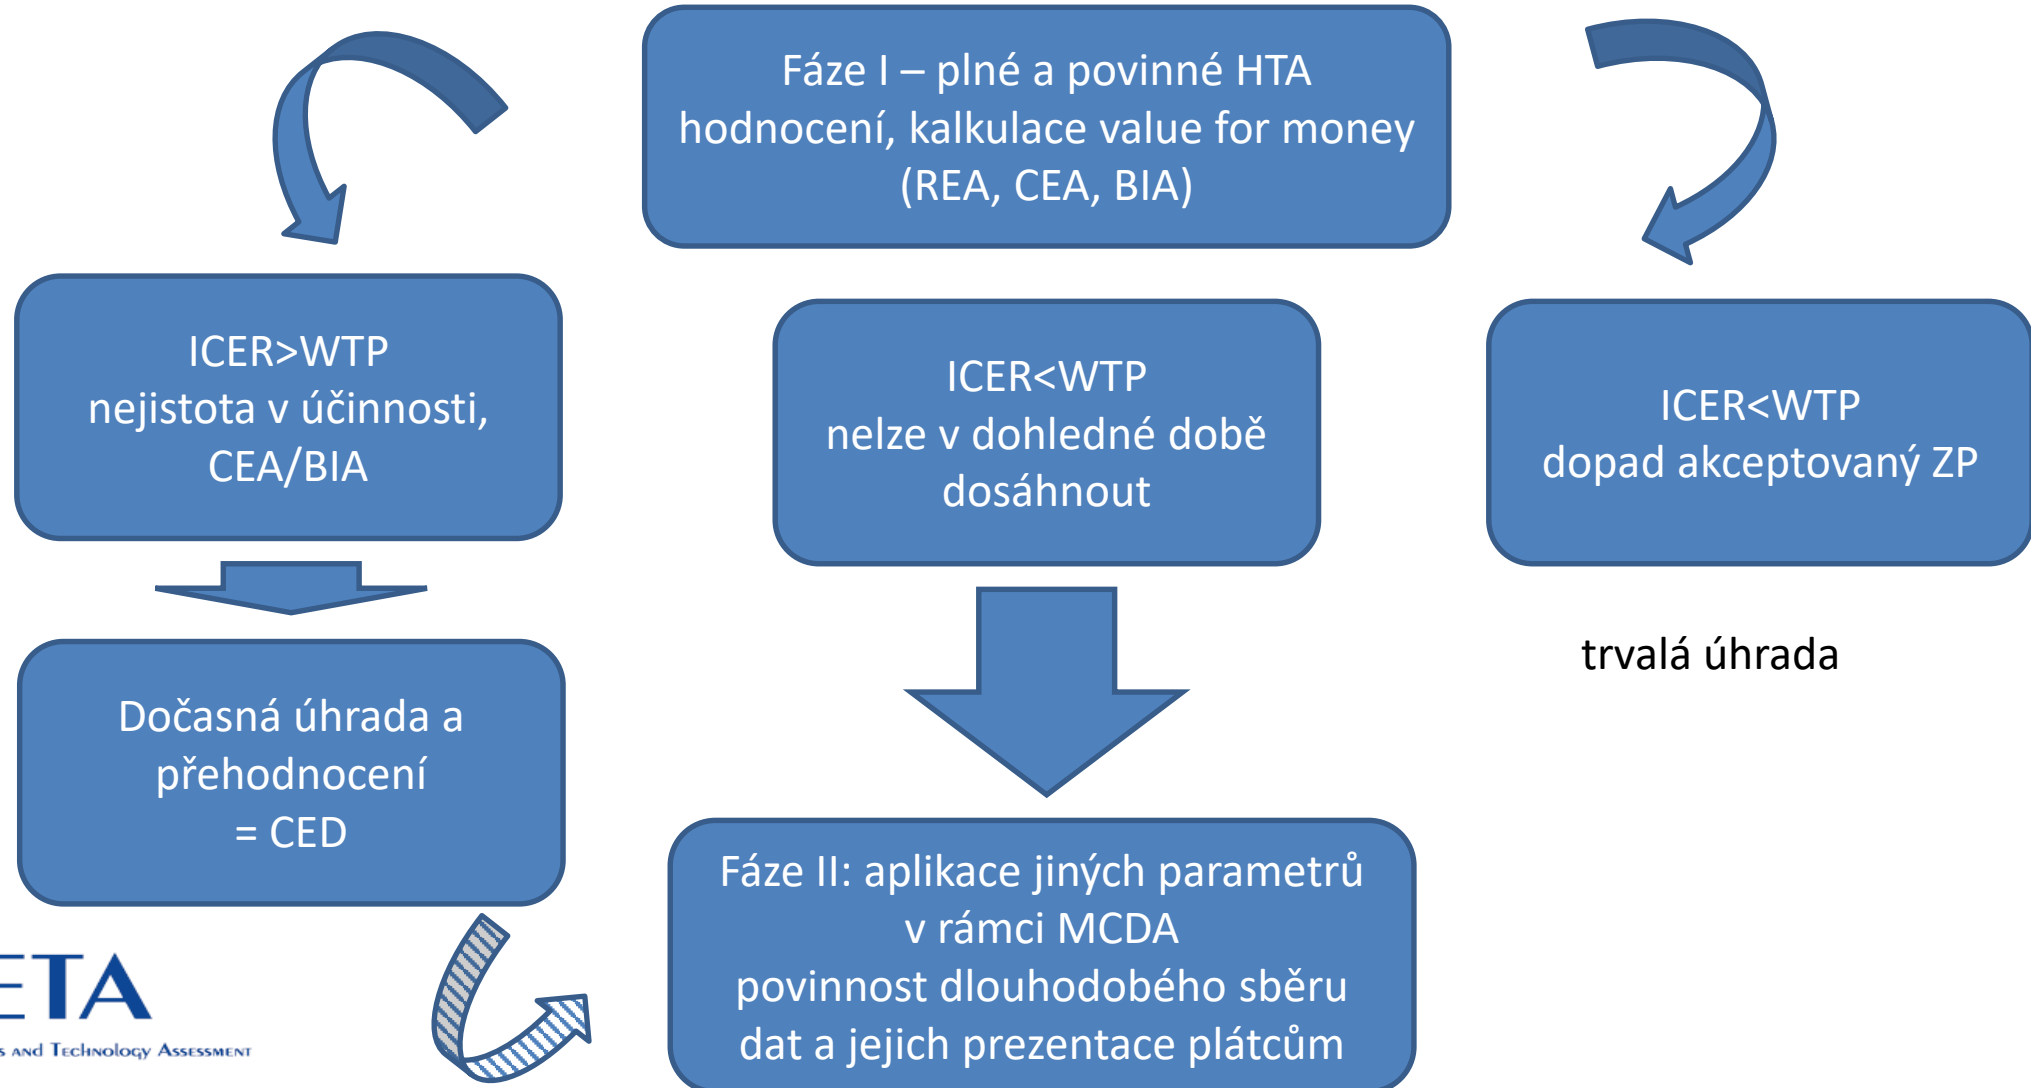 Fáze I – plné a povinné HTA
hodnocení, kalkulace value for money
(REA, CEA, BIA)
ICER>WTP
nejistota v účinnosti,
CEA/BIA
ICER<WTP
nelze v dohledné době
dosáhnout
ICER<WTP
dopad akceptovaný ZP
trvalá úhrada
Dočasná úhrada a
přehodnocení
= CED
Fáze II: aplikace jiných parametrů
v rámci MCDA
povinnost dlouhodobého sběru
dat a jejich prezentace plátcům
ETA
s and Technology Assessment